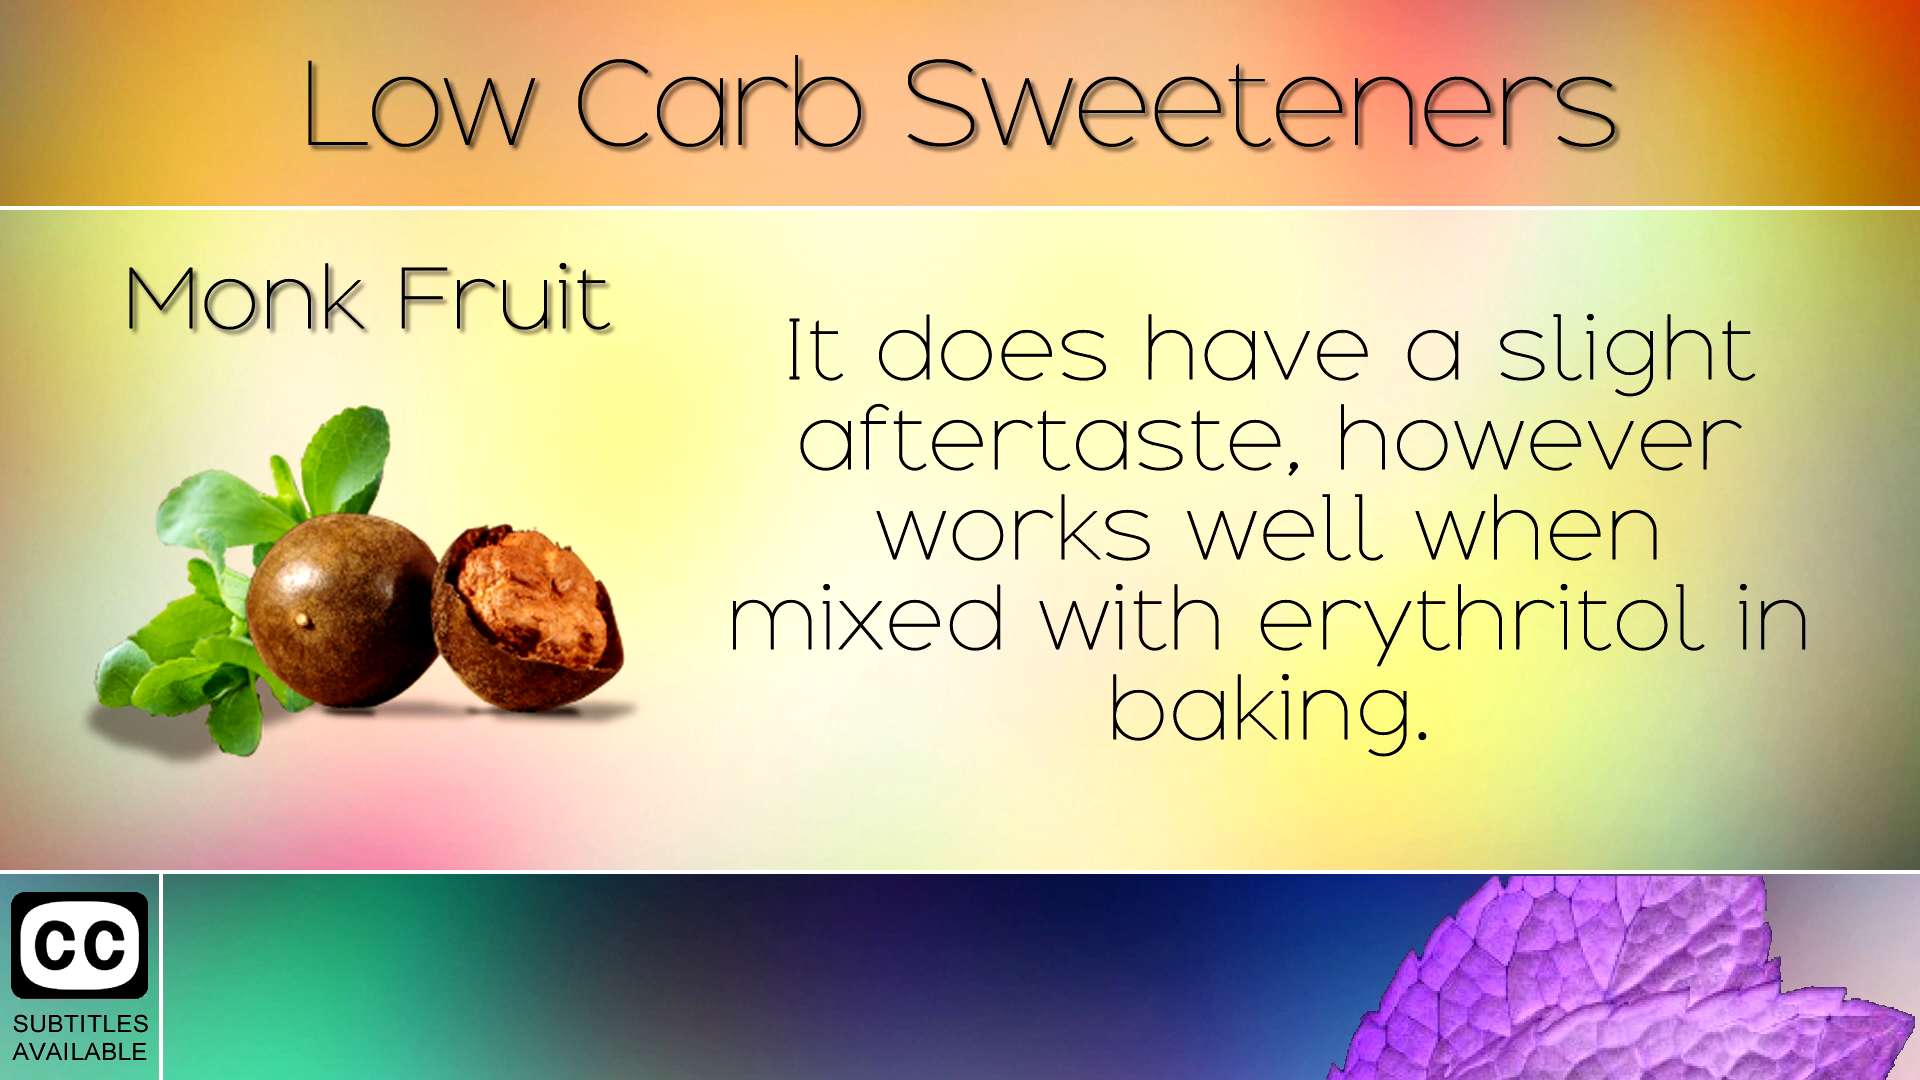 Low Carb Sweeteners
Monk Fruit
It does have a slight
aftertaste, however
works well when
mixed with erythritol in
baking.
CC
SUBTITLES
AVAILABLE